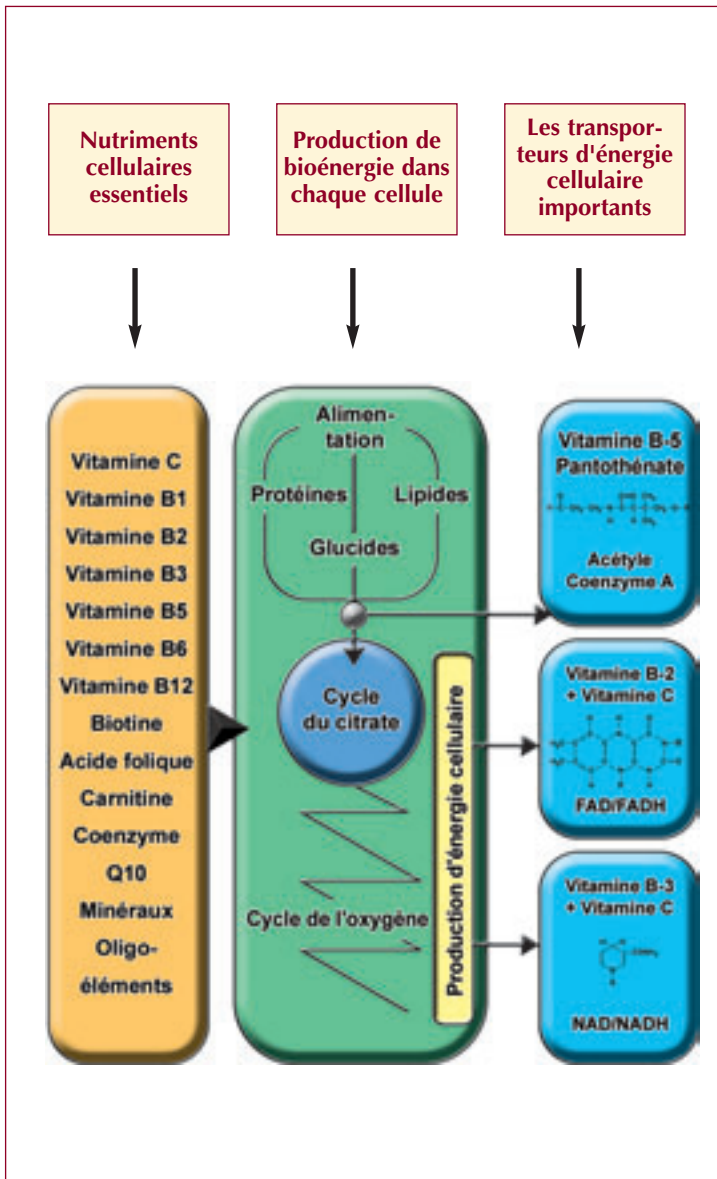 Nutriments
cellulaires
essentiels
Production de
bioénergie dans
chaque cellule
Les transpor-
teurs d'énergie
cellulaire
importants
Vitamine C
Vitamine B1
Vitamine B2
Vitamine B3
Vitamine B5
Vitamine B6
Vitamine B12
Biotine
Acide folique
Carnitine
Coenzyme
Q10
Minéraux
Oligo-
éléments
Alimen-
tation
Protéines
Lipides
Glucides
Cycle
du citrate
Cycle de l'oxygène
Production d'énergie cellulaire
Vitamine B-5
Pantothénate
Acétyle
Coenzyme A
Vitamine B-2
+ Vitamine C
FAD/FADH
Vitamine B-3
+ Vitamine C
NAD/NADH